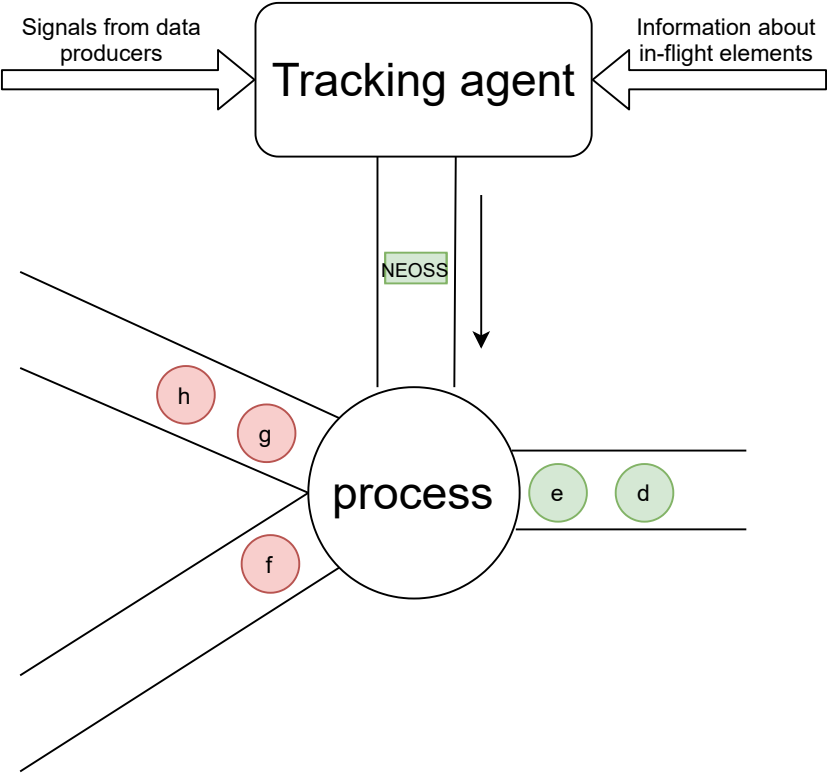 Signals from data
producers
Information about
in-flight elements
Tracking agent
NEOSS
h
g
process
e
d
f